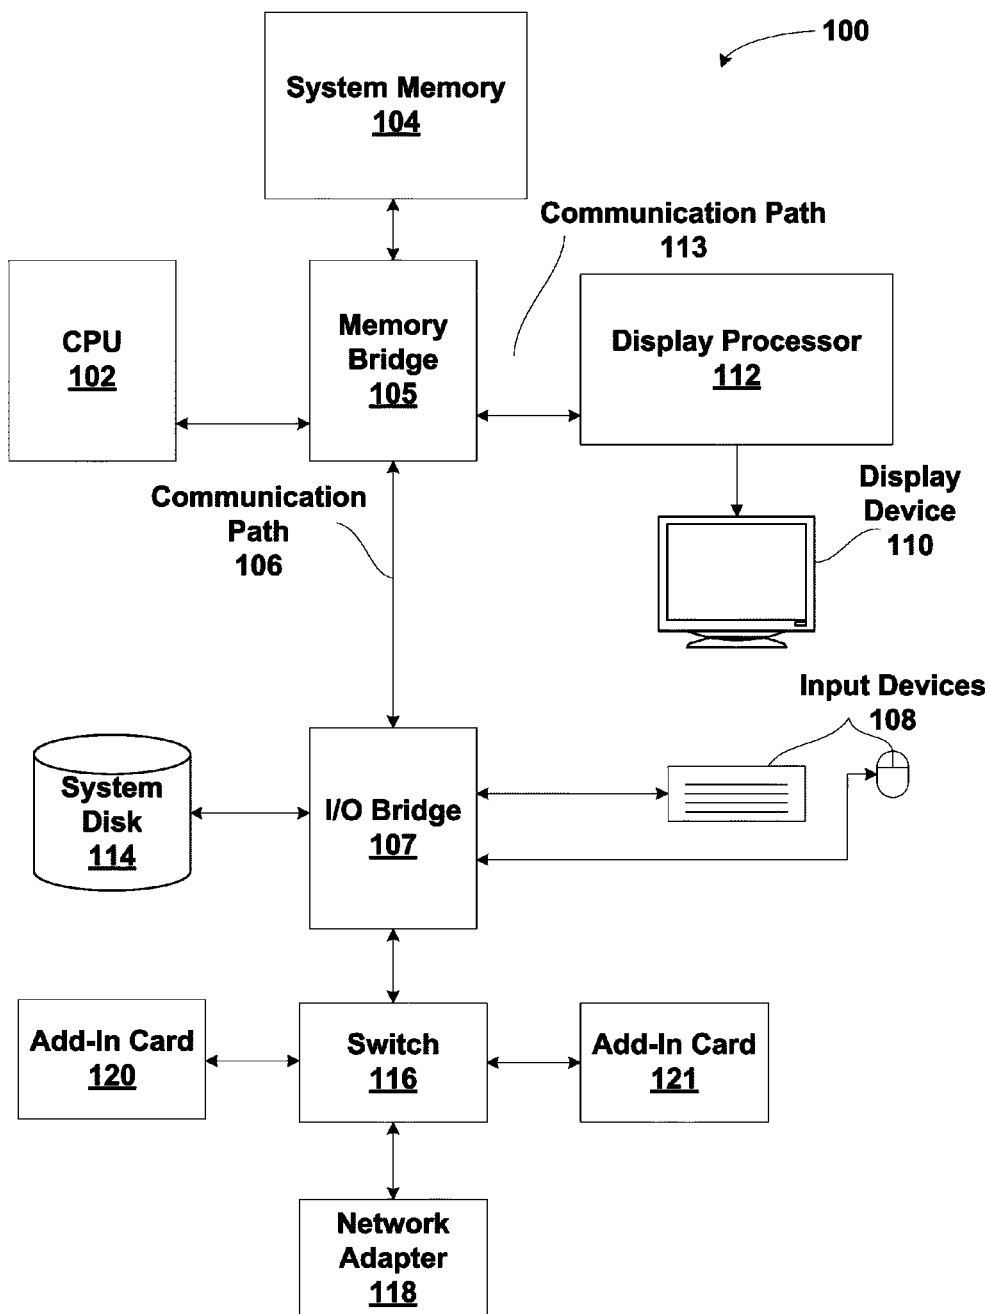 100
System Memory
104
Communication Path
113
CPU
102
Memory
Bridge
105
Display Processor
112
Communication
Path
106
Display
Device
110
Input Devices
108
System
Disk
114
I/O Bridge
107
Add-In Card
120
Switch
116
Add-In Card
121
Network
Adapter
118